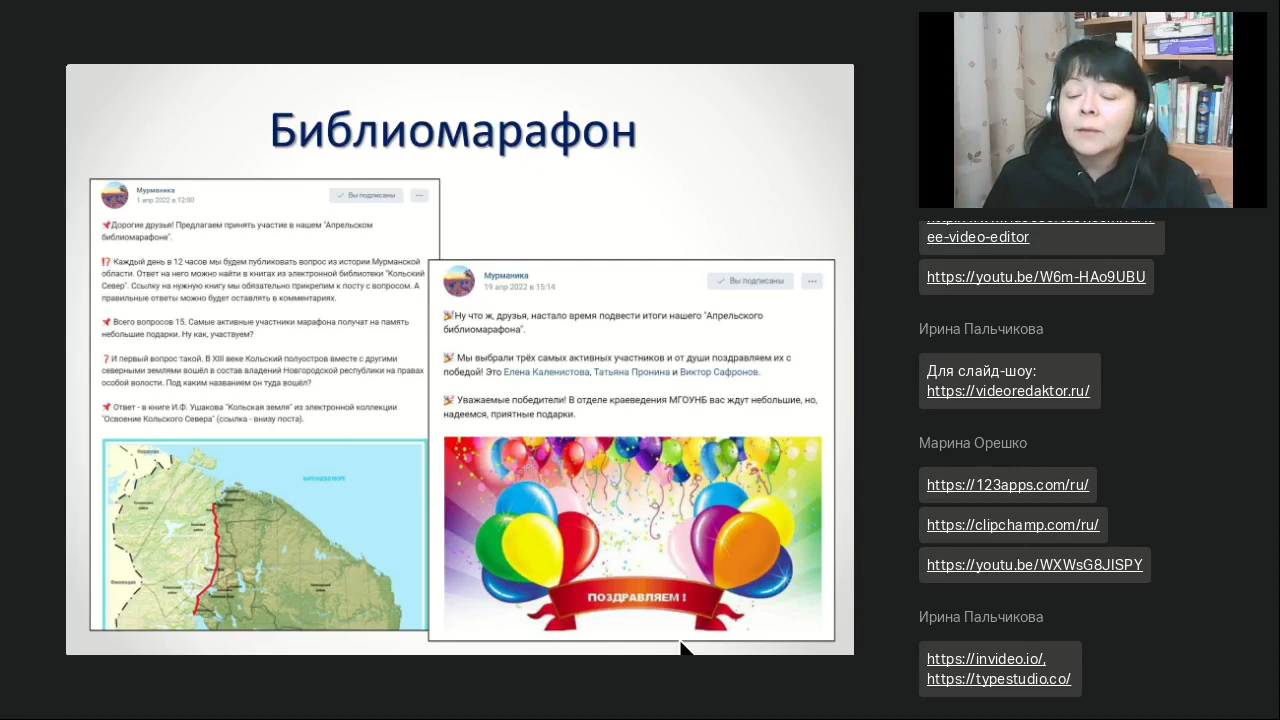 Библиомарафон
Мурманика
1 апр 2022 в 12:00
Вы подписаны
📌Дорогие друзья! Предлагаем принять участие в нашем "Апрельском
библиомарафоне".
⁉️ Каждый день в 12 часов мы будем публиковать вопрос из истории Мурманской
области. Ответ на него можно найти в книгах из электронной библиотеки "Кольский
Север". Ссылку на нужную книгу мы обязательно прикрепим к посту с вопросом. А
правильные ответы можно будет оставлять в комментариях.
📌 Всего вопросов 15. Самые активные участники марафона получат на память
небольшие подарки. Ну как, участвуем?
❓И первый вопрос такой. В XIII веке Кольский полуостров вместе с другими
северными землями вошёл в состав владений Новгородской республики на правах
особой волости. Под каким названием он туда вошёл?
📌 Ответ - в книге И.Ф. Ушакова "Кольская земля" из электронной коллекции
"Освоение Кольского Севера" (ссылка - внизу поста).
БАРЕНЦЕВО МОРЕ
Мурманика
19 апр 2022 в 15:14
Вы подписаны
🎉Ну что ж, друзья, настало время подвести итоги нашего "Апрельского
библиомарафона".
🎉 Мы выбрали трёх самых активных участников и от души поздравляем их с
победой! Это Елена Каленистова, Татьяна Пронина и Виктор Сафронов.
🎉 Уважаемые победители! В отделе краеведения МГОУНБ вас ждут небольшие, но,
надеемся, приятные подарки.
ПОЗДРАВЛЯЕМ !
ee-video-editor
https://youtu.be/W6m-HAo9UBU
Ирина Пальчикова
Для слайд-шоу:
https://videoredaktor.ru/
Марина Орешко
https://123apps.com/ru/
https://clipchamp.com/ru/
https://youtu.be/WXWsG8JISPY
Ирина Пальчикова
https://invideo.io/,
https://typestudio.co/